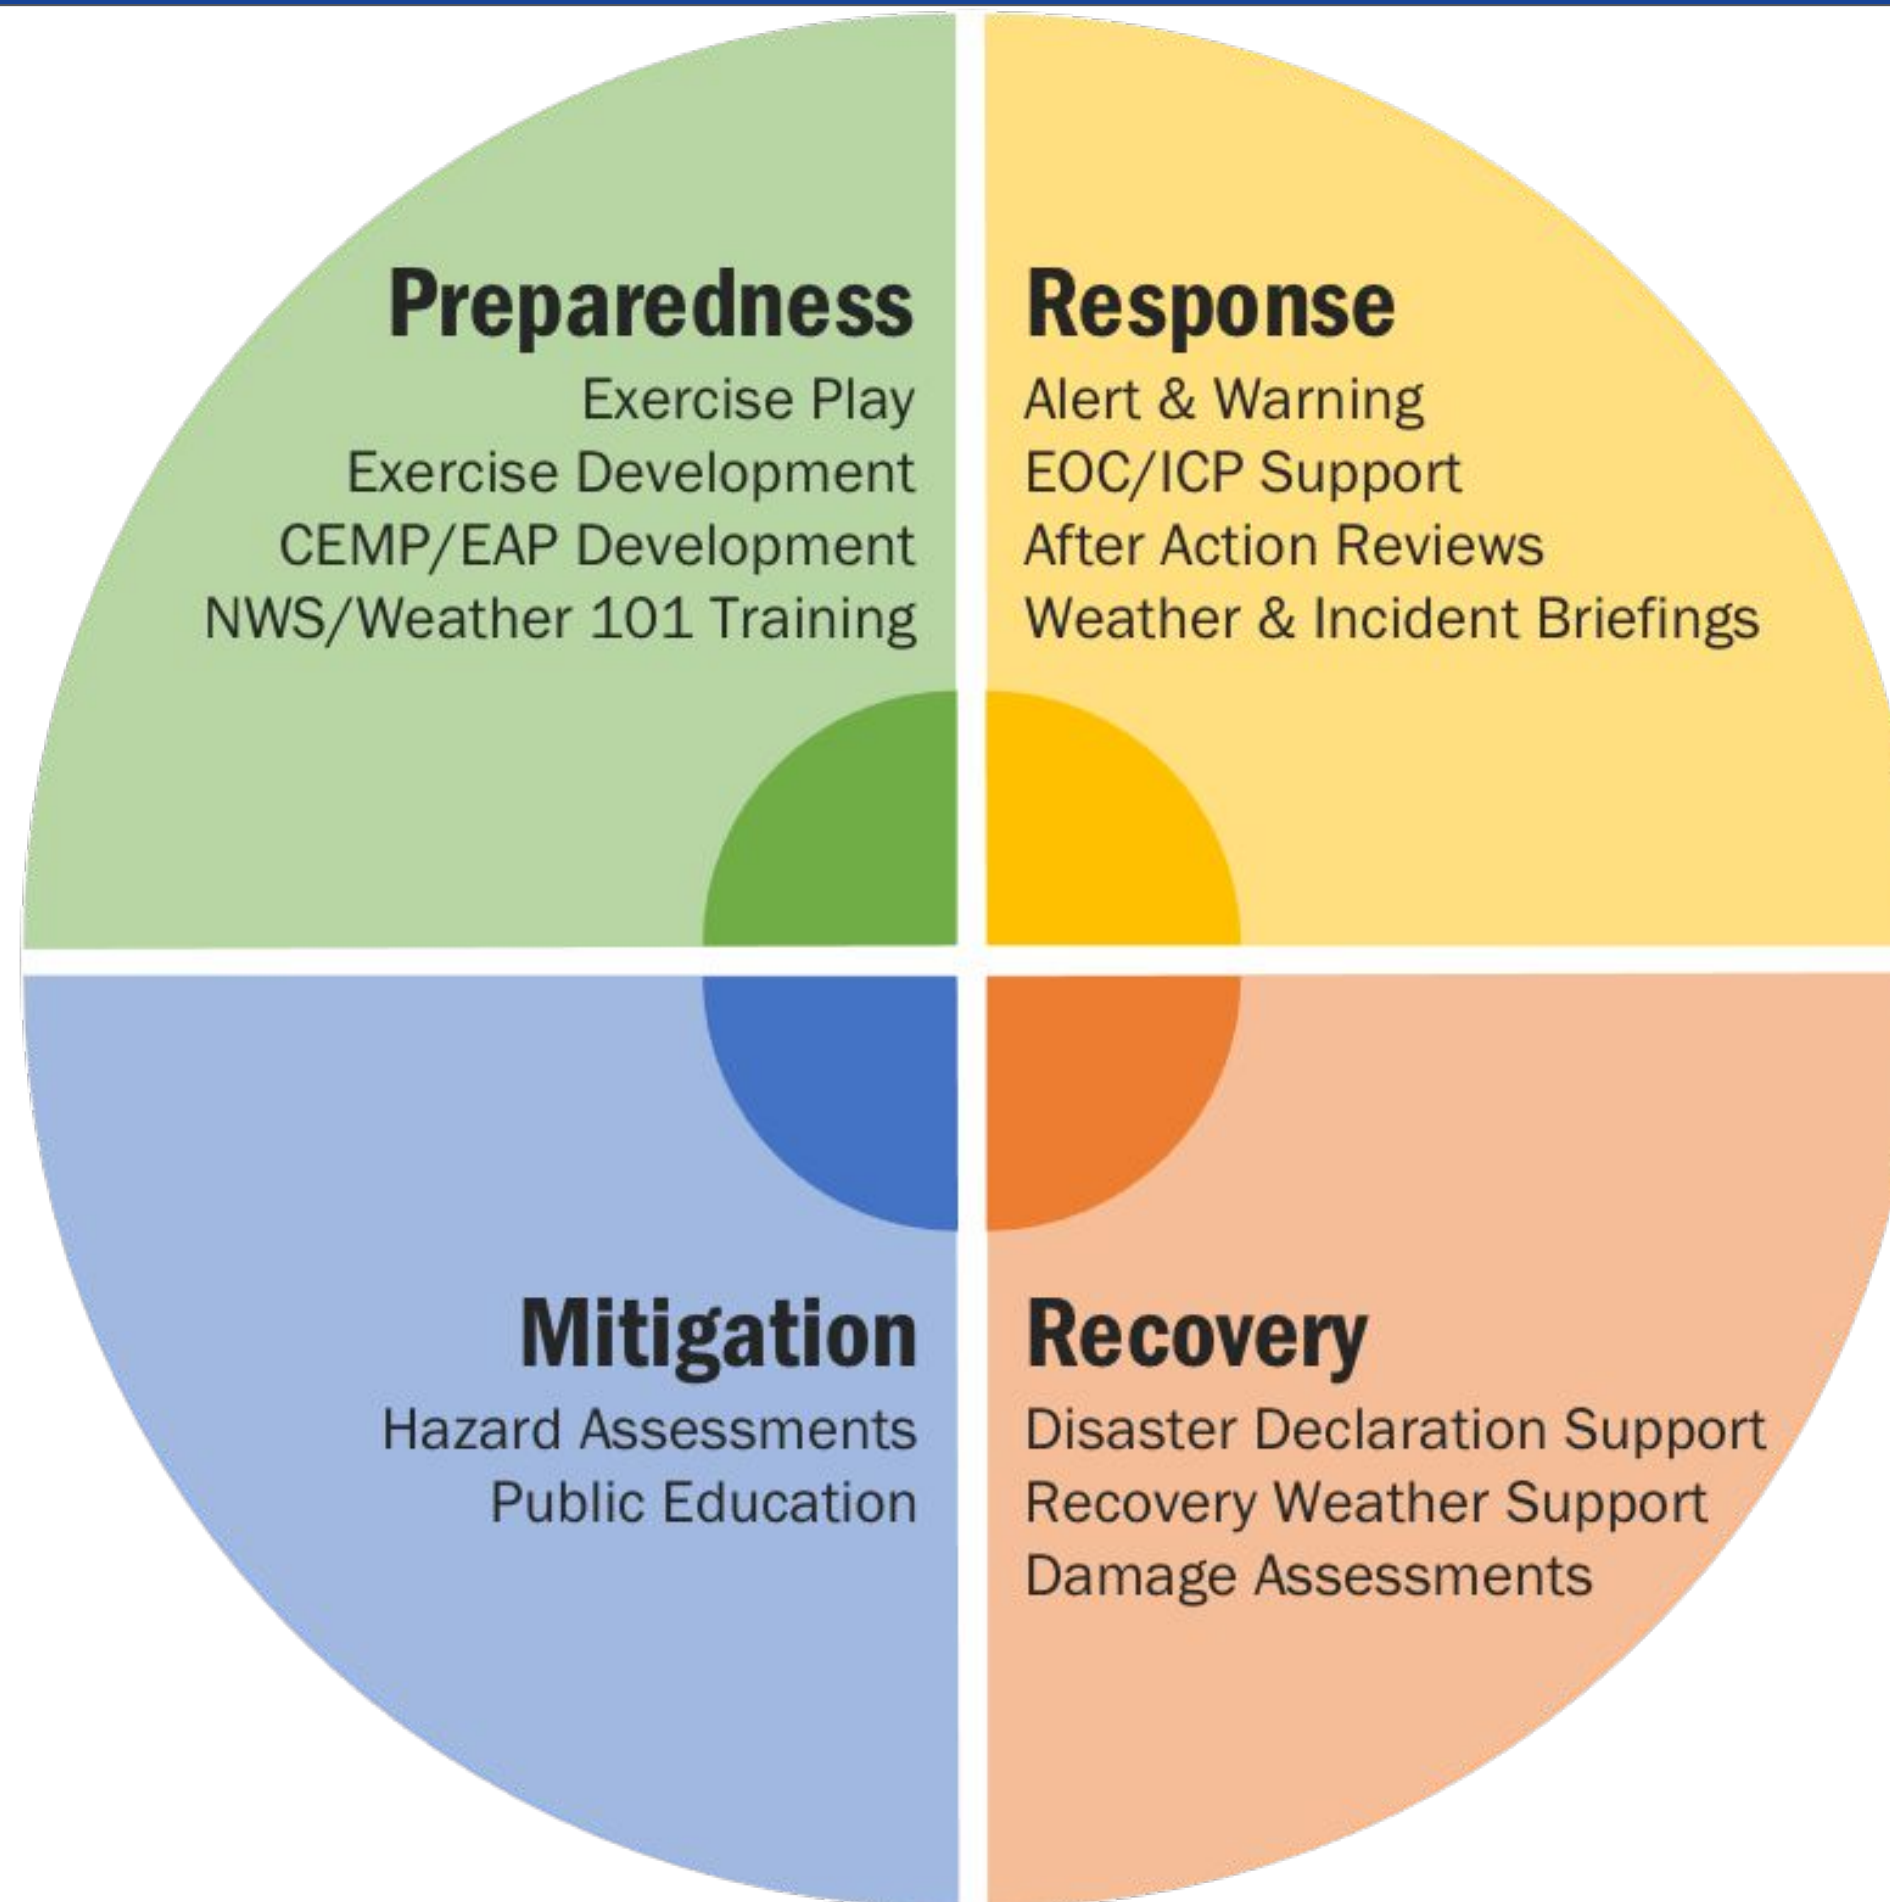 Preparedness
Exercise Play
Exercise Development
CEMP/EAP Development
NWS/Weather 101 Training
Response
Alert & Warning
EOC/ICP Support
After Action Reviews
Weather & Incident Briefings
Mitigation
Hazard Assessments
Public Education
Recovery
Disaster Declaration Support
Recovery Weather Support
Damage Assessments